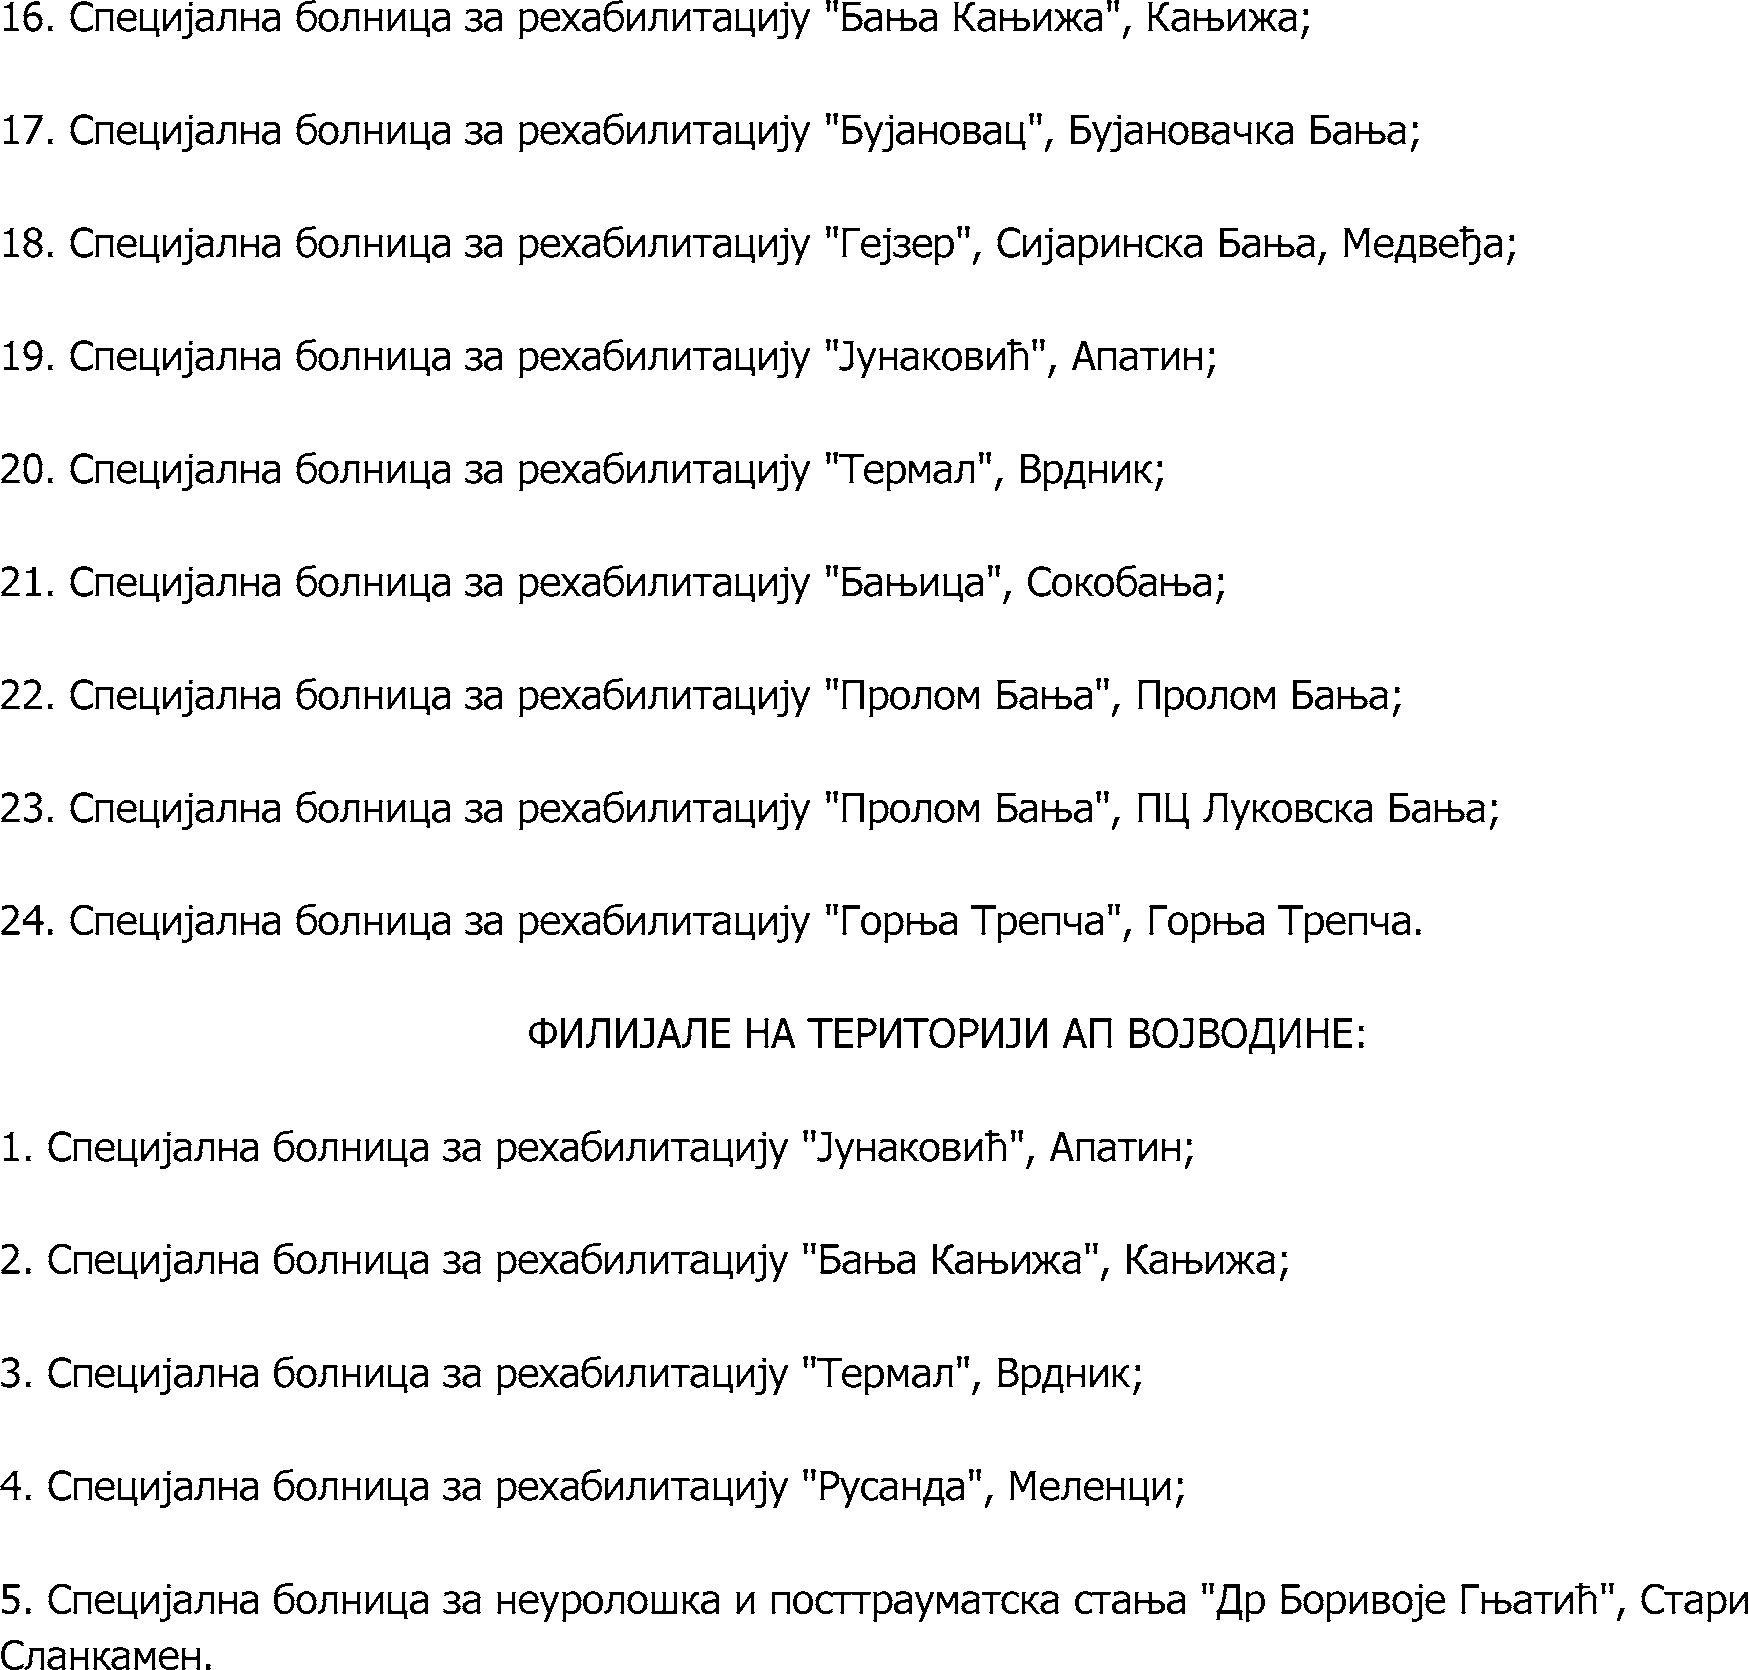 16. Специјална болница за рехабилитацију "Бања Кањижа", Кањижа;
17. Специјална болница за рехабилитацију "Бујановац", Бујановачка Бања;
18. Специјална болница за рехабилитацију "Гејзер", Сијаринска Бања, Медвеђа;
19. Специјална болница за рехабилитацију "Јунаковић", Апатин;
20. Специјална болница за рехабилитацију "Термал", Врдник;
21. Специјална болница за рехабилитацију "Бањица", Сокобања;
22. Специјална болница за рехабилитацију "Пролом Бања", Пролом Бања;
23. Специјална болница за рехабилитацију "Пролом Бања", ПЦ Луковска Бања;
24. Специјална болница за рехабилитацију "Горња Трепча", Горња Трепча.
ФИЛИЈАЛЕ НА ТЕРИТОРИЈИ АП ВОЈВОДИНЕ:
1. Специјална болница за рехабилитацију "Јунаковић", Апатин;
2. Специјална болница за рехабилитацију "Бања Кањижа", Кањижа;
3. Специјална болница за рехабилитацију "Термал", Врдник;
4. Специјална болница за рехабилитацију "Русанда", Меленци;
5. Специјална болница за неуролошка и посттрауматска стања "Др Боривоје Гњатић", Стари
Сланкамен.